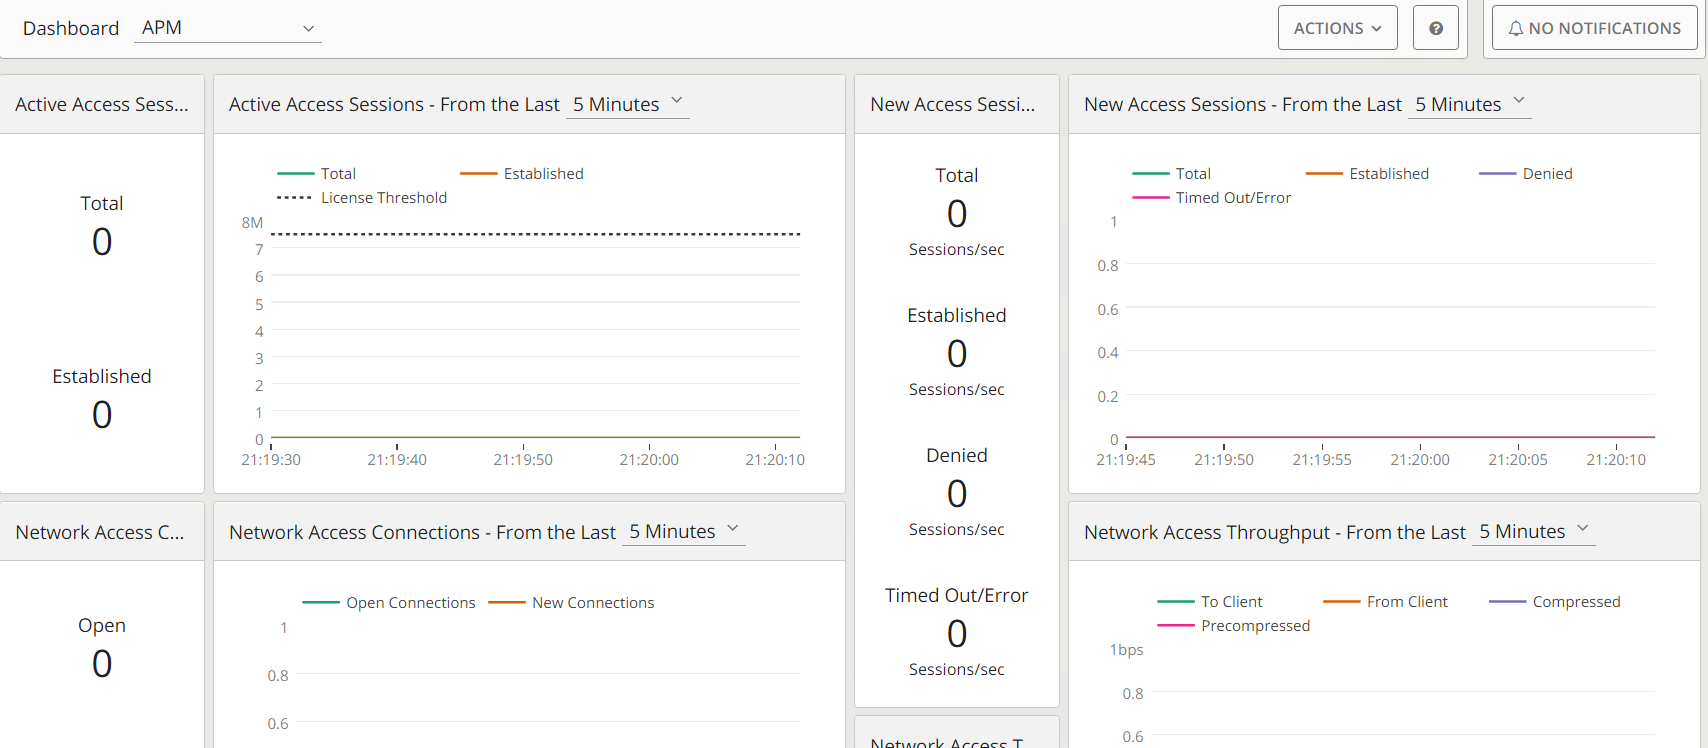 Dashboard APM
ACTIONS
?
NO NOTIFICATIONS
Active Access Sess...
Total
0
Established
0
Active Access Sessions - From the Last 5 Minutes
Total Established
License Threshold
8M
7
6
5
4
3
2
1
0
21:19:30 21:19:40 21:19:50 21:20:00 21:20:10
New Access Sessi...
Total
0
Sessions/sec
Established
0
Sessions/sec
Denied
0
Sessions/sec
Timed Out/Error
0
Sessions/sec
New Access Sessions - From the Last 5 Minutes
Total Established Denied
Timed Out/Error
1
0.8
0.6
0.4
0.2
0
21:19:45 21:19:50 21:19:55 21:20:00 21:20:05 21:20:10
Network Access C...
Open
0
Network Access Connections - From the Last 5 Minutes
Open Connections New Connections
1
0.8
0.6
Network Access T
Network Access Throughput - From the Last 5 Minutes
To Client From Client Compressed
Precompressed
1bps
0.8
0.6